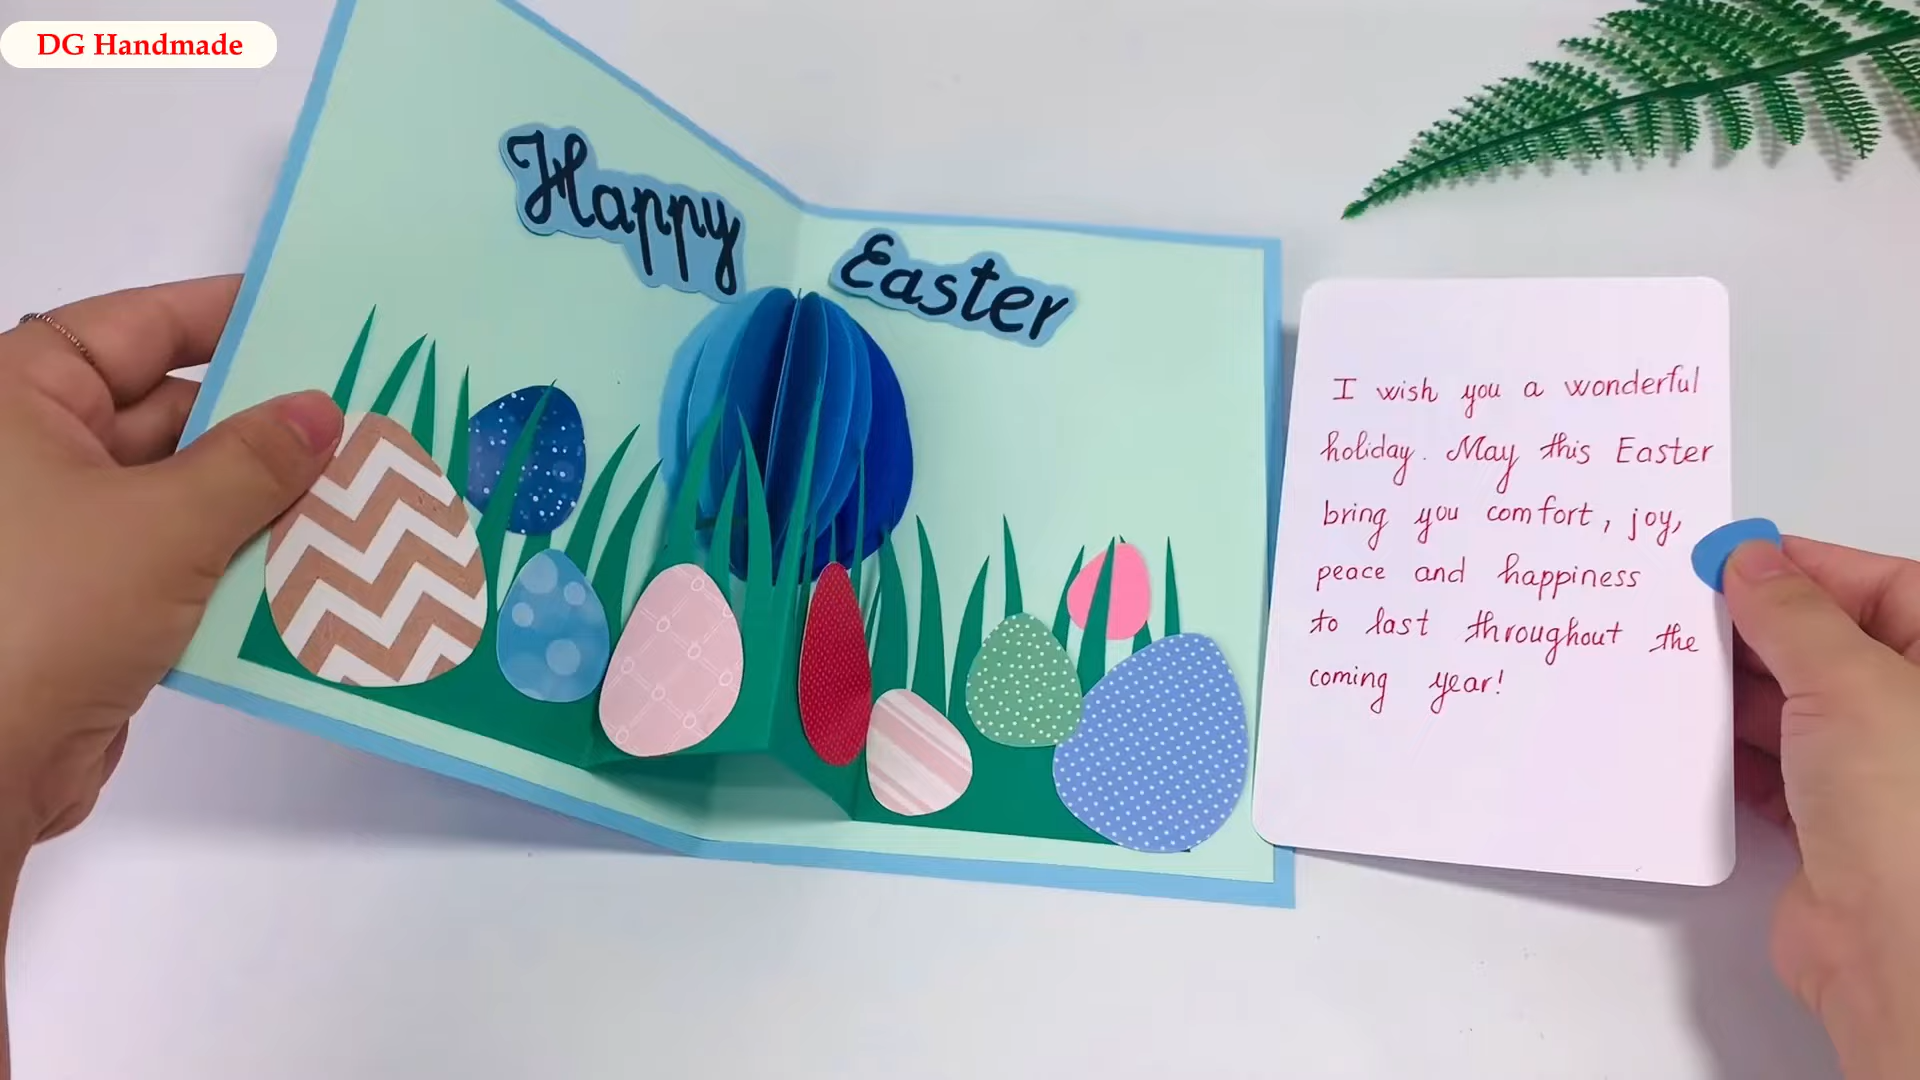 DG Handmade
Happy
Easter
I wish you a wonderful
holiday. May this Easter
bring you comfort, joy,
peace and happiness
to last throughout the
coming year!